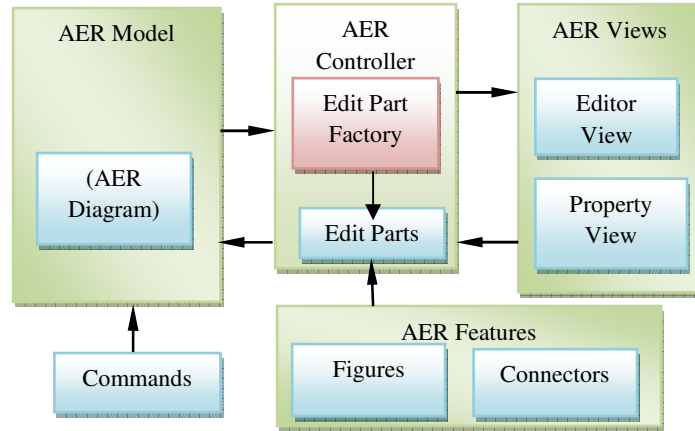 AER Model
(AER
Diagram)
Commands
AER
Controller
Edit Part
Factory
Edit Parts
AER Views
Editor
View
Property
View
AER Features
Figures
Connectors